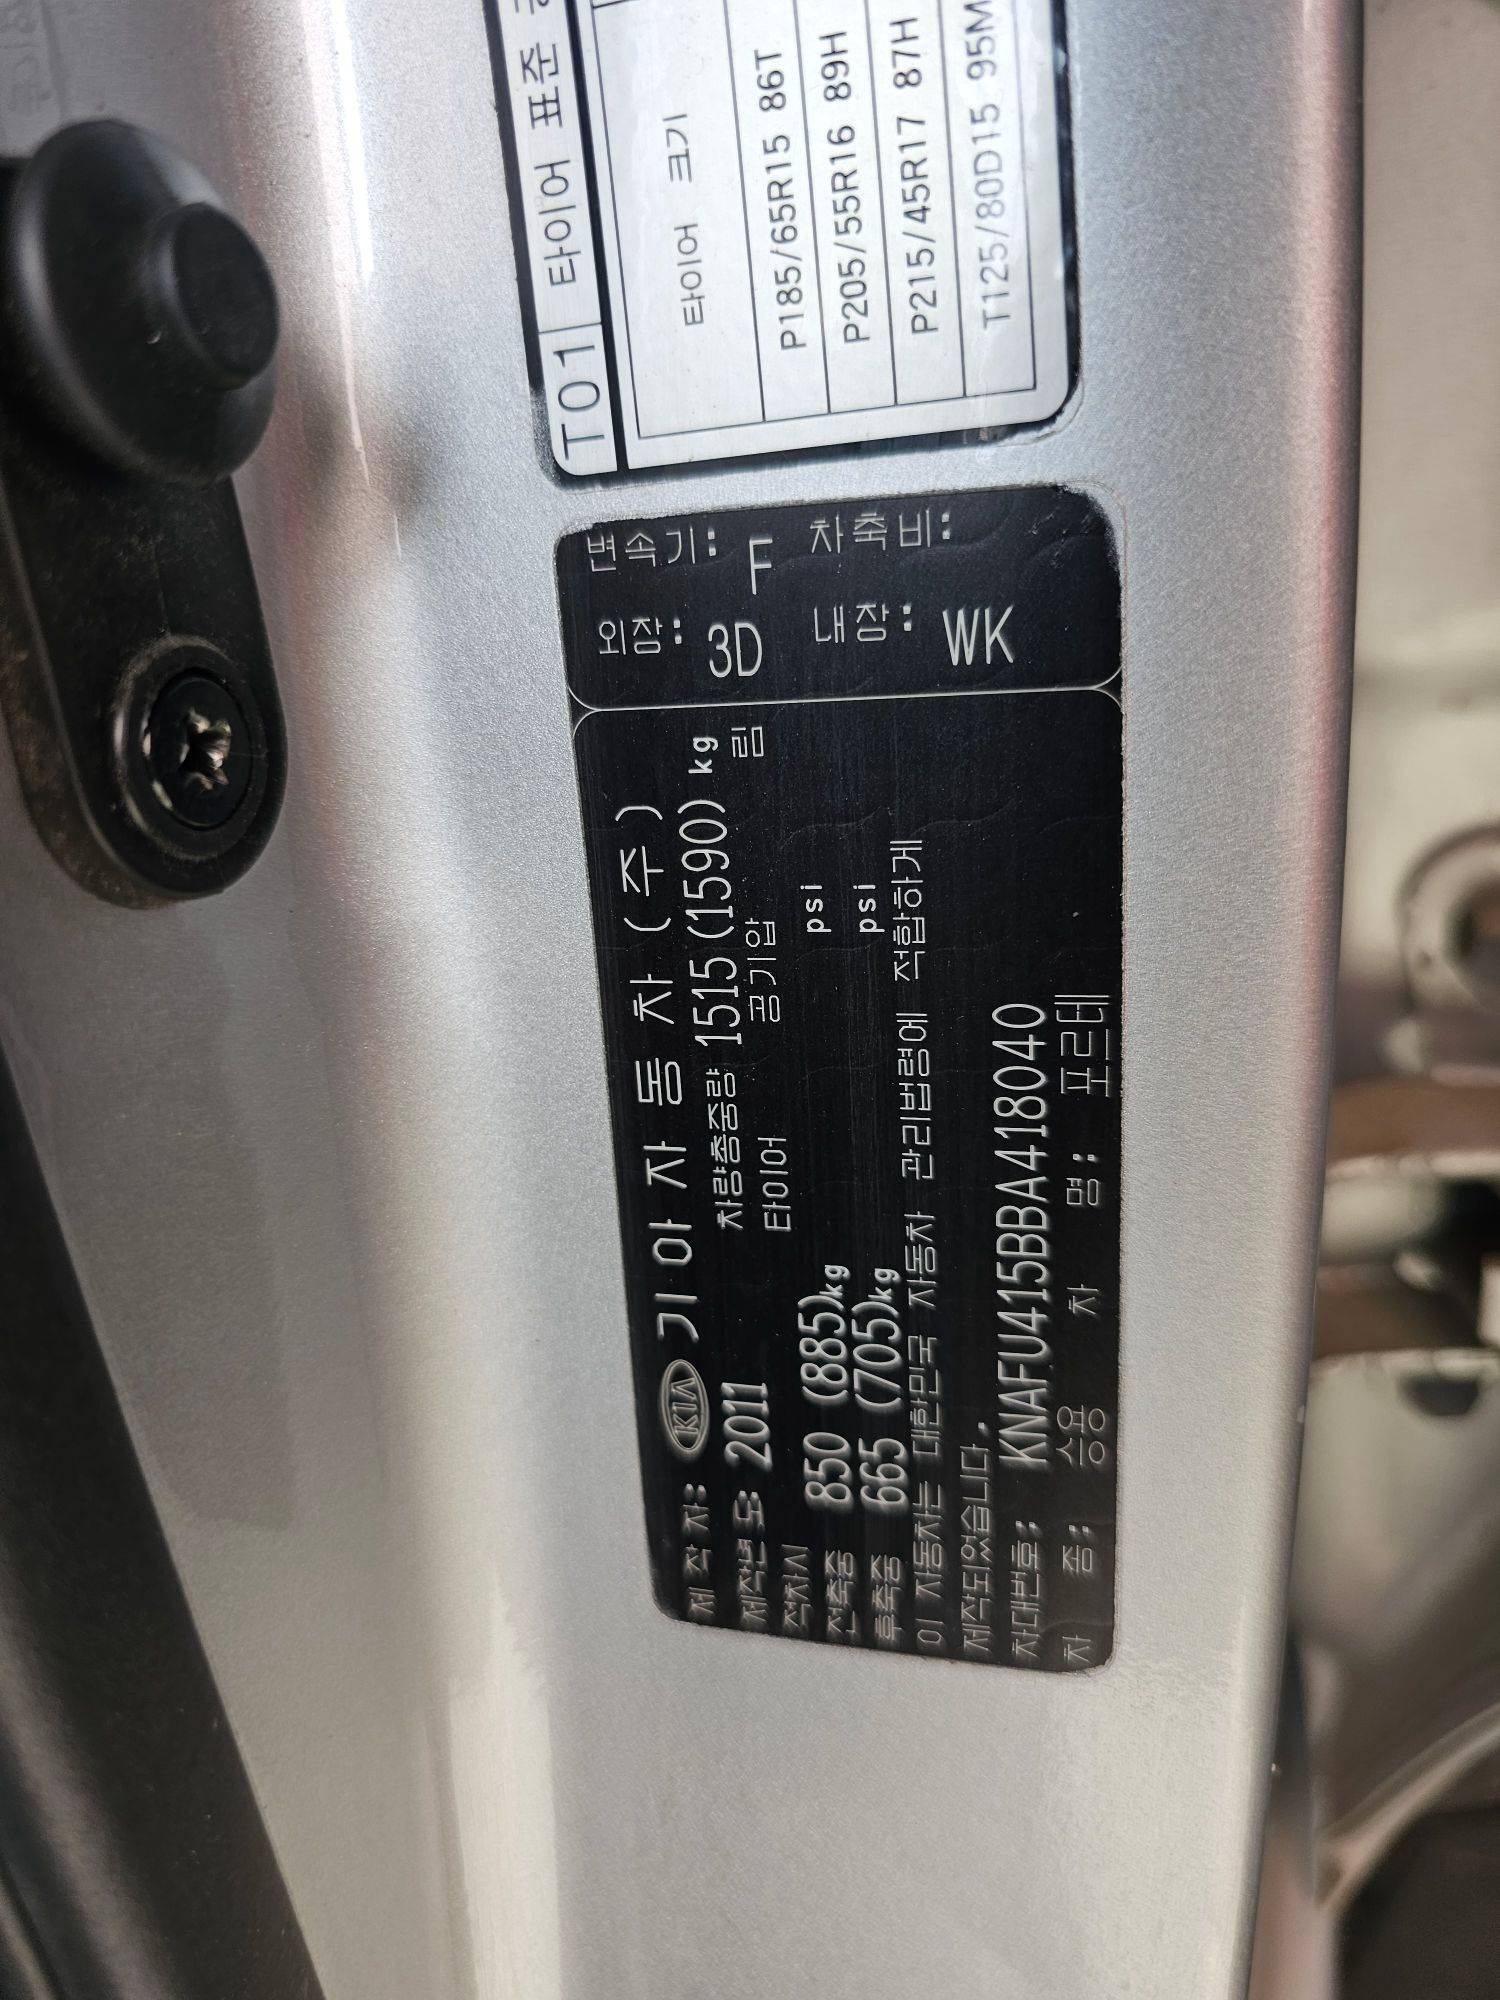 T01 타이어 표준
타이어 크기
P185/65R15 86T
P205/55R16 89H
P215/45R17 87H
T125/80D15 95M
제 작 자: KIA 기아자동차(주)
제작년도: 2011 차량총중량 1515(1590) kg
적차시 타이어 공기압 림
전축중 850 (885)kg psi
후축중 665 (705)kg psi
이 자동차는 대한민국 자동차 관리법령에 적합하게
제작되었습니다.
차대번호: KNAFU415BBA418040
차 종: 승용 차 명: 포르테
외장: 3D 변속기: F
내장: WK 차축비: